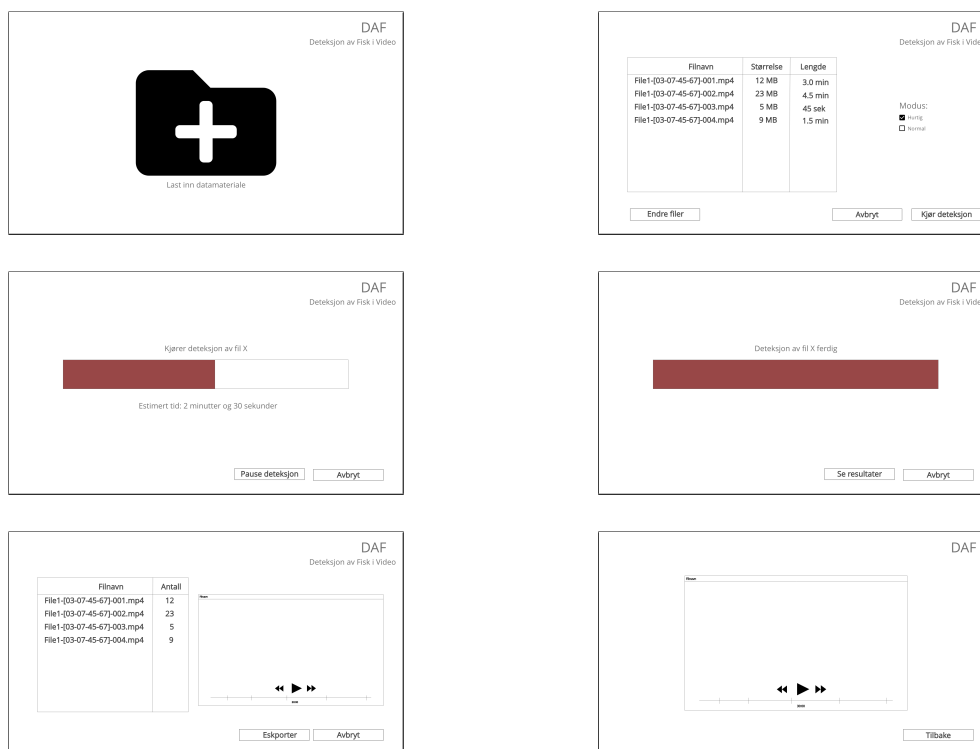 DAF
Deteksjon av Fisk i Video
Last inn datamateriale
DAF
Deteksjon av Fisk i Vide
Filnavn Størrelse Lengde
File1-[03-07-45-67]-001.mp4 12 MB 3.0 min
File1-[03-07-45-67]-002.mp4 23 MB 4.5 min
File1-[03-07-45-67]-003.mp4 5 MB 45 sek
File1-[03-07-45-67]-004.mp4 9 MB 1.5 min
Modus:
Hurtig
Normal
Endre filer Avbryt Kjør deteksjon
DAF
Deteksjon av Fisk i Video
Kjører deteksjon av fil X
Estimert tid: 2 minutter og 30 sekunder
Pause deteksjon Avbryt
DAF
Deteksjon av Fisk i Vide
Deteksjon av fil X ferdig
Se resultater Avbryt
DAF
Deteksjon av Fisk i Video
Filnavn Antall
File1-[03-07-45-67]-001.mp4 12
File1-[03-07-45-67]-002.mp4 23
File1-[03-07-45-67]-003.mp4 5
File1-[03-07-45-67]-004.mp4 9
Filnavn
Eksporter Avbryt
DAF
Filnavn
Tilbake